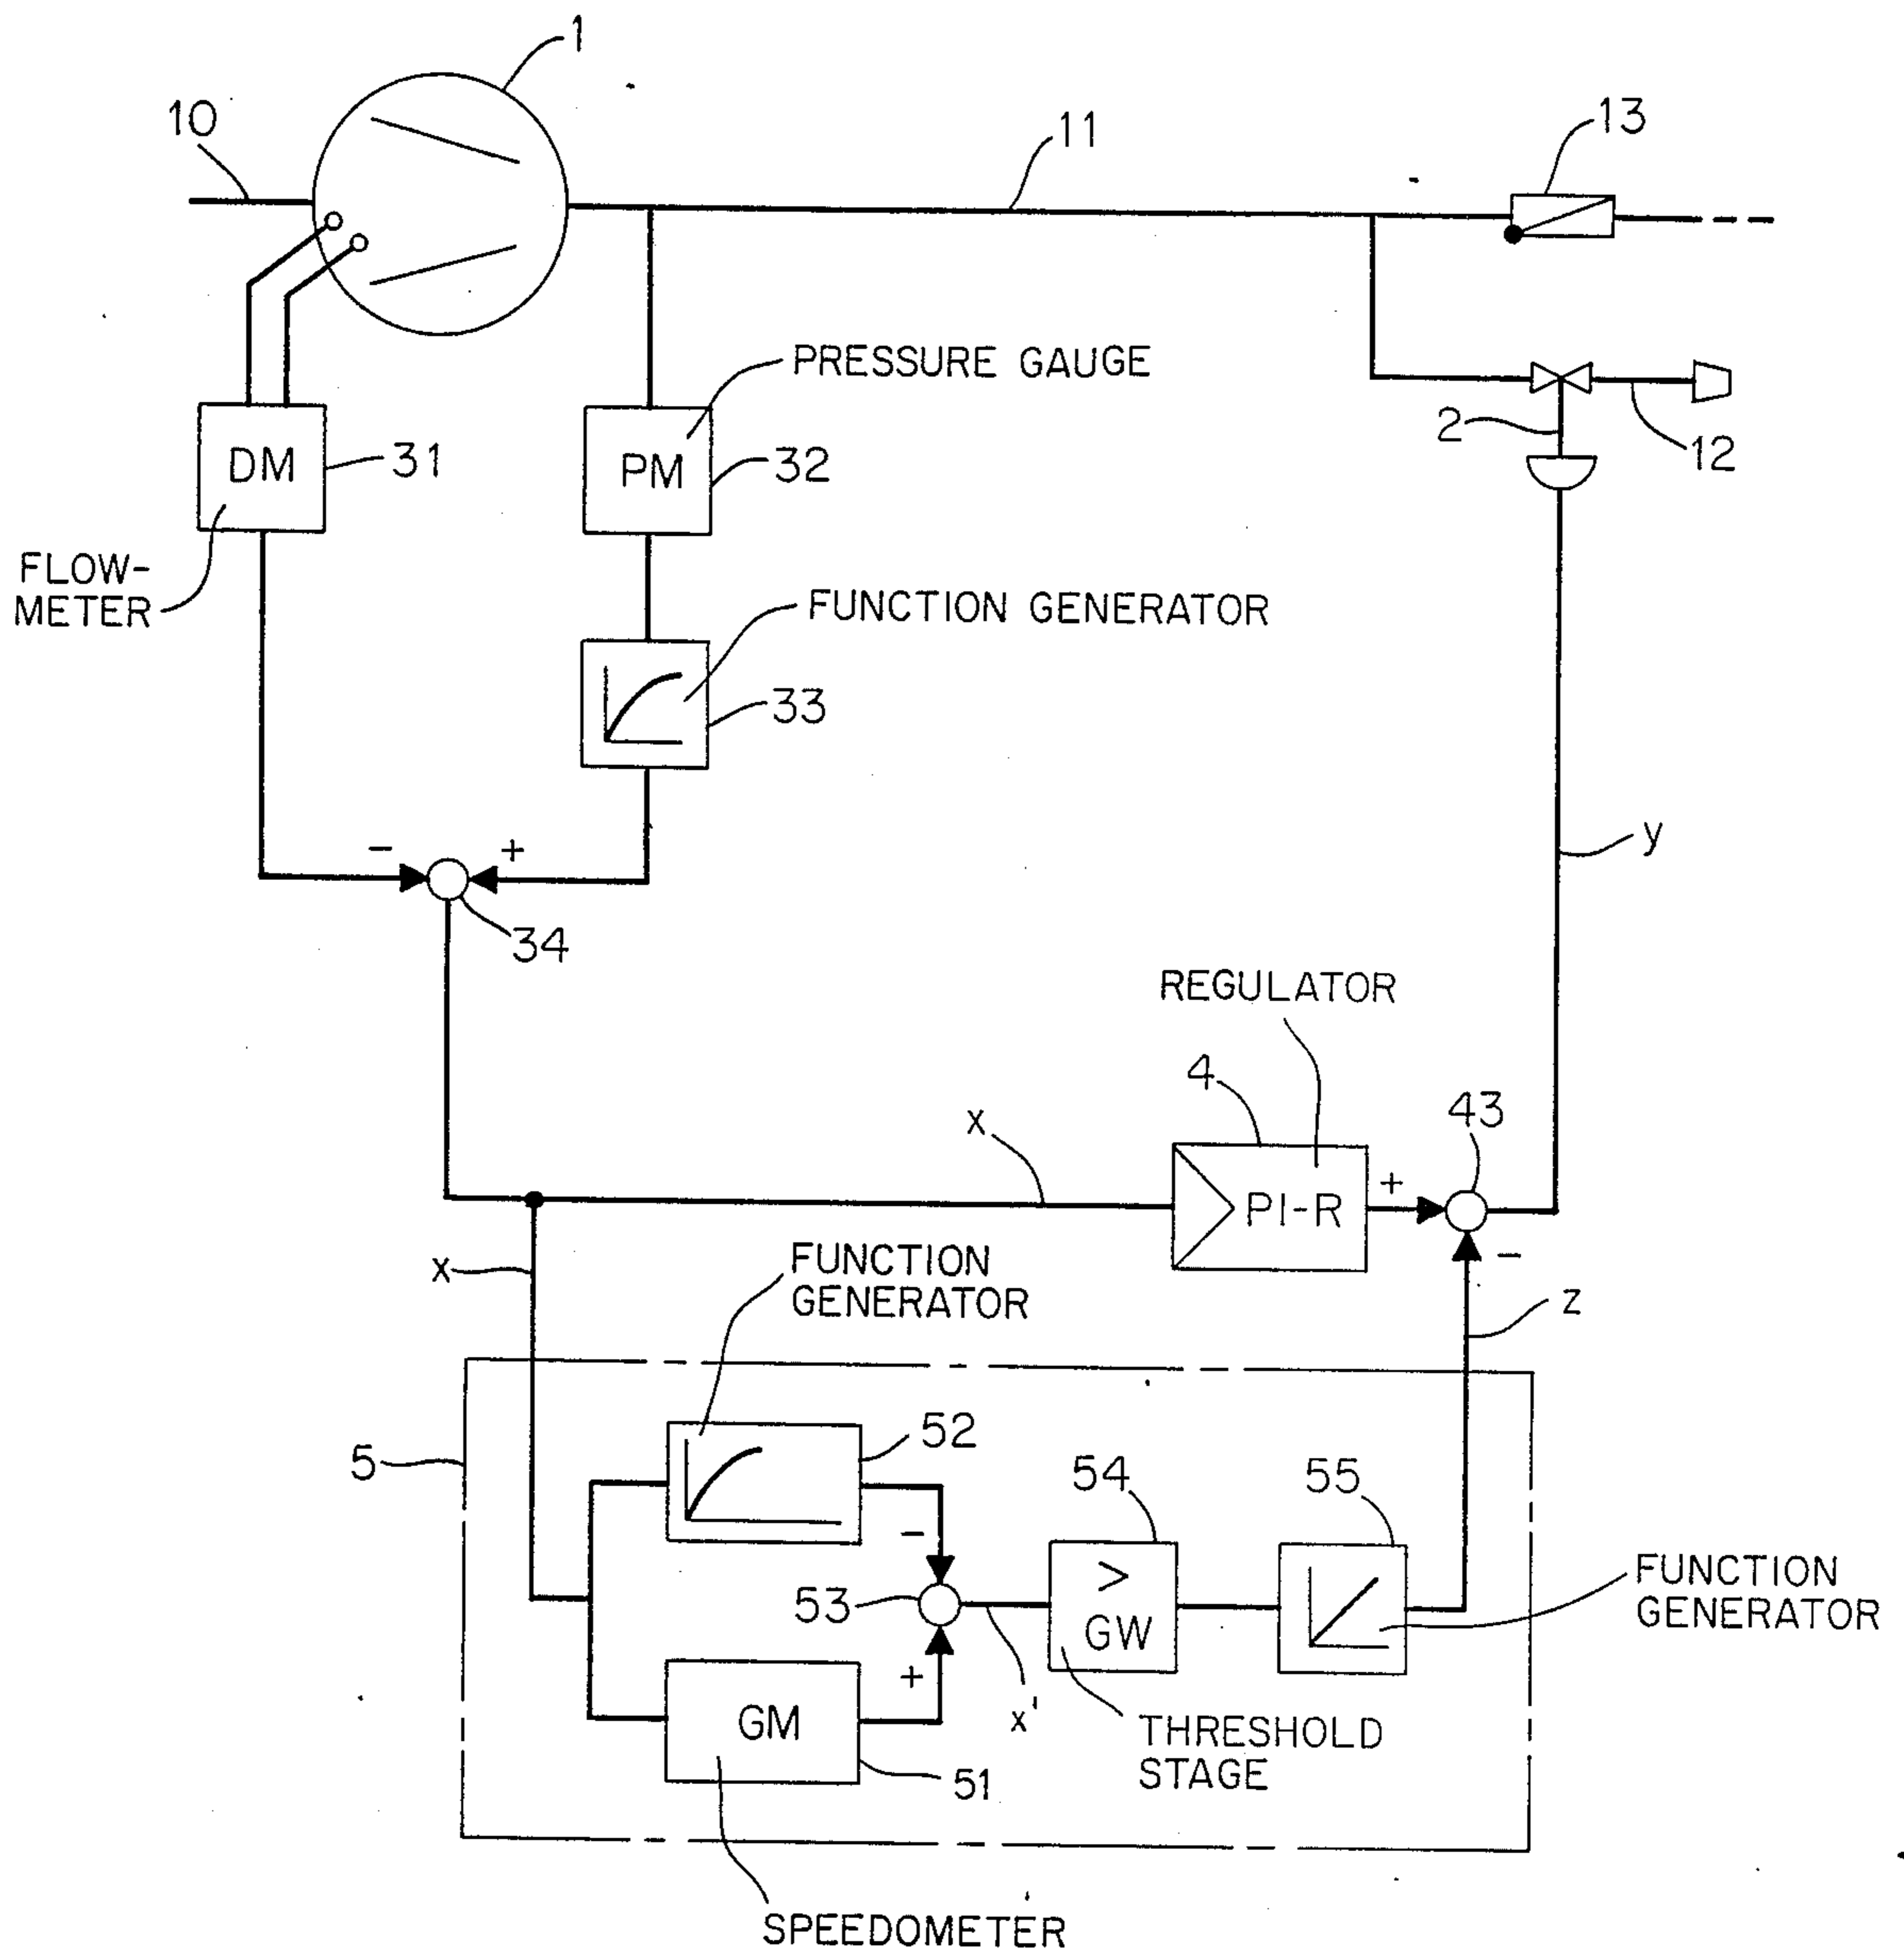 1
10
11
13
PRESSURE GAUGE
2
12
DM
31
PM
32
FLOW-
METER
FUNCTION GENERATOR
33
y
-
+
34
REGULATOR
4
43
x
PI-R
+
-
x
FUNCTION
GENERATOR
z
5
52
54
55
-
>
GW
53
FUNCTION
GENERATOR
+
x'
GM
THRESHOLD
STAGE
51
SPEEDOMETER